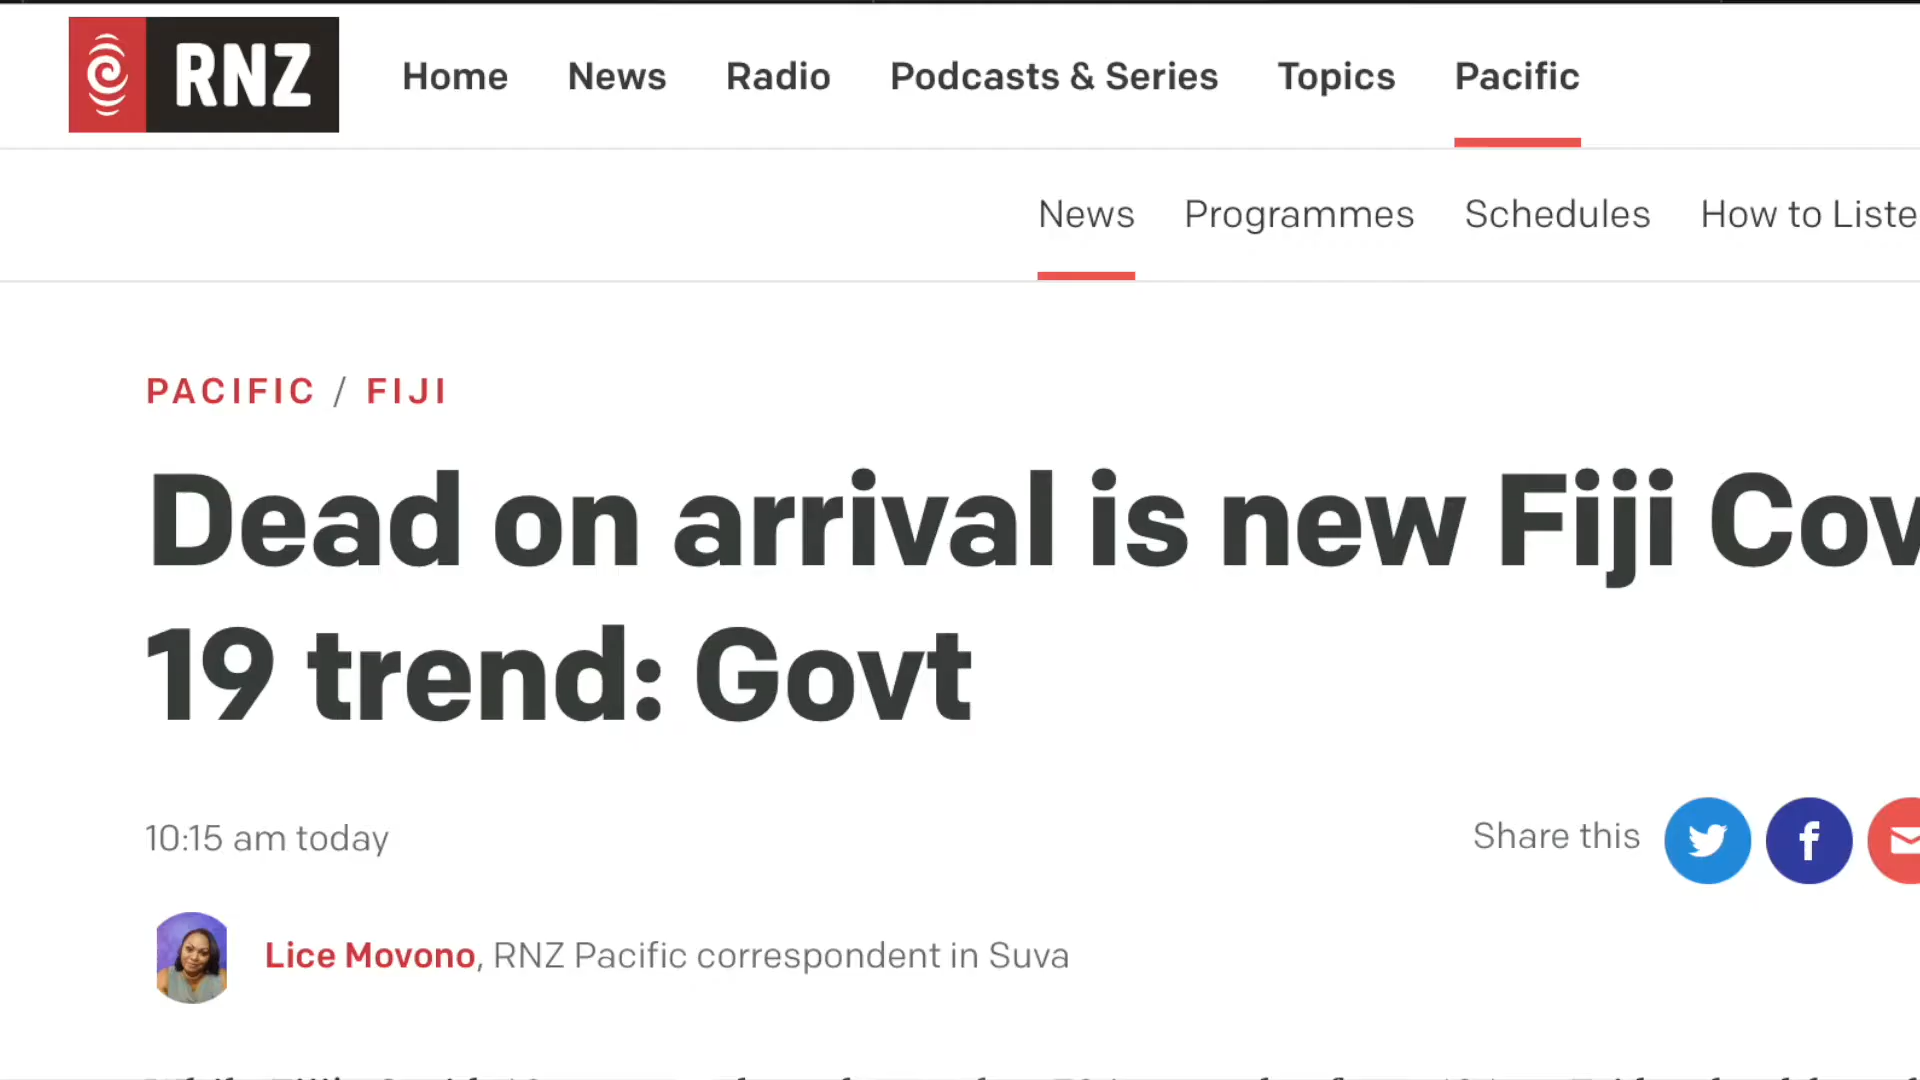 RNZ
Home News Radio Podcasts & Series Topics Pacific
News Programmes Schedules How to Liste
PACIFIC / FIJI
Dead on arrival is new Fiji Cov
19 trend: Govt
10:15 am today
Share this
Lice Movono, RNZ Pacific correspondent in Suva